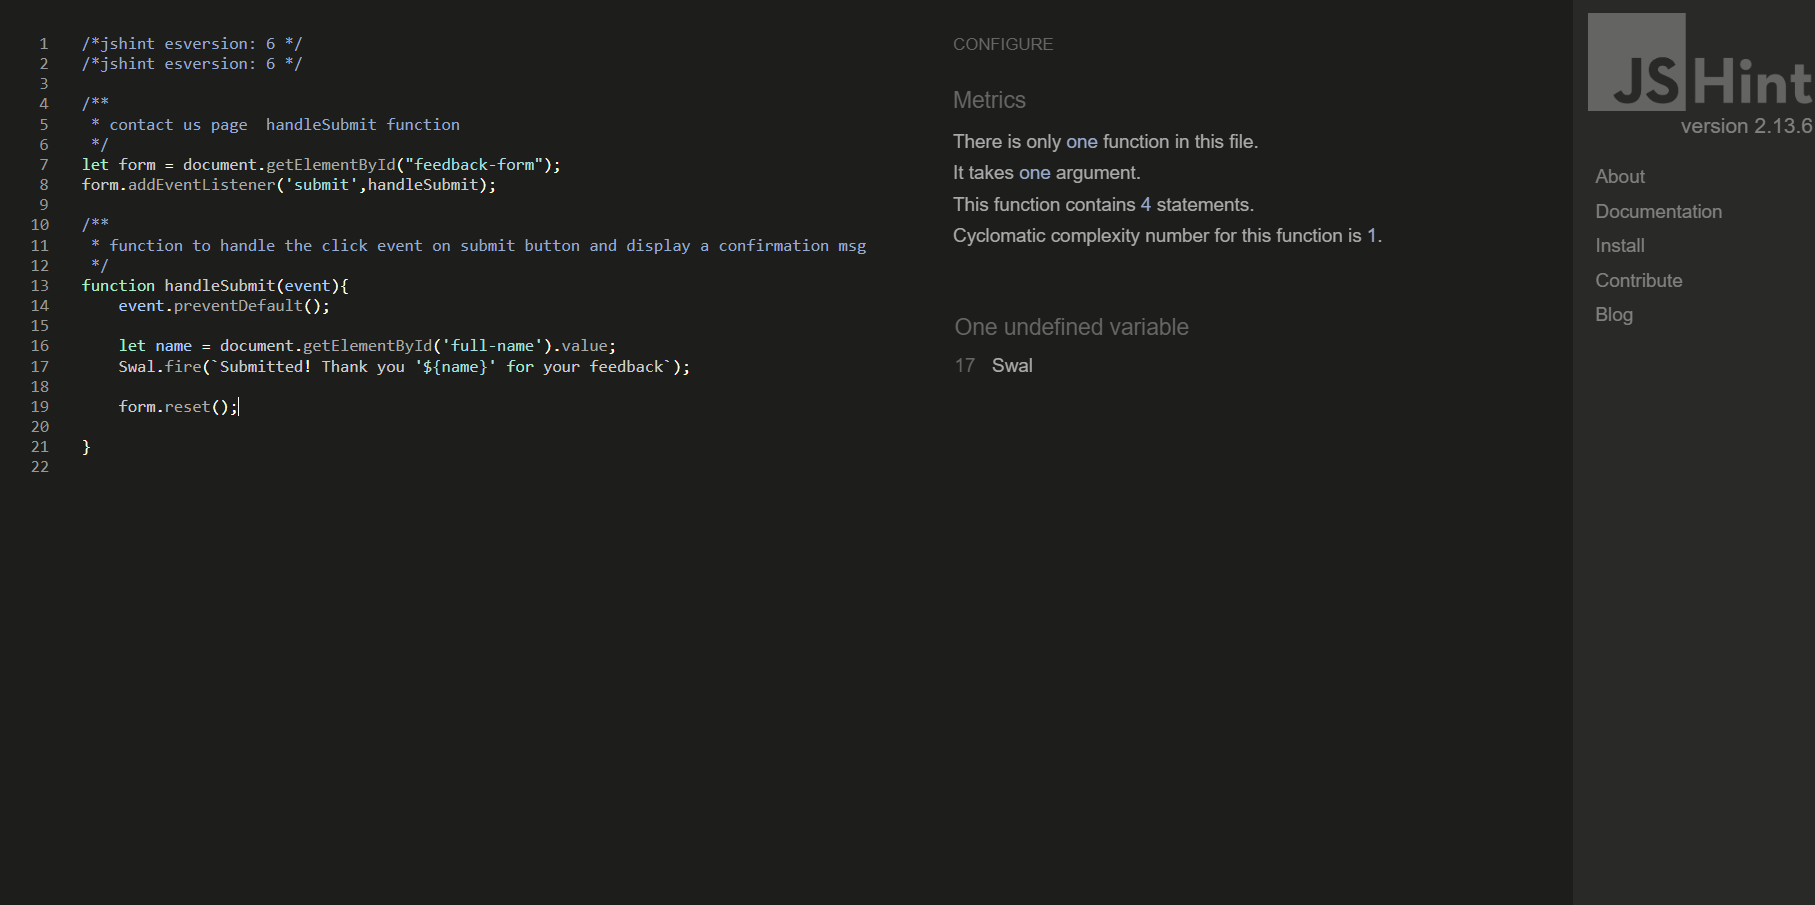 1 /*jshint esversion: 6 */
2 /*jshint esversion: 6 */
3
4 /**
5 * contact us page  handleSubmit function
6 */
7 let form = document.getElementById("feedback-form");
8 form.addEventListener('submit',handleSubmit);
9
10 /**
11 * function to handle the click event on submit button and display a confirmation msg
12 */
13 function handleSubmit(event){
14     event.preventDefault();
15
16     let name = document.getElementById('full-name').value;
17     Swal.fire(`Submitted! Thank you '${name}' for your feedback`);
18
19     form.reset();
20
21 }
22
CONFIGURE
Metrics
There is only one function in this file.
It takes one argument.
This function contains 4 statements.
Cyclomatic complexity number for this function is 1.
One undefined variable
17 Swal
JSHint
version 2.13.6
About
Documentation
Install
Contribute
Blog